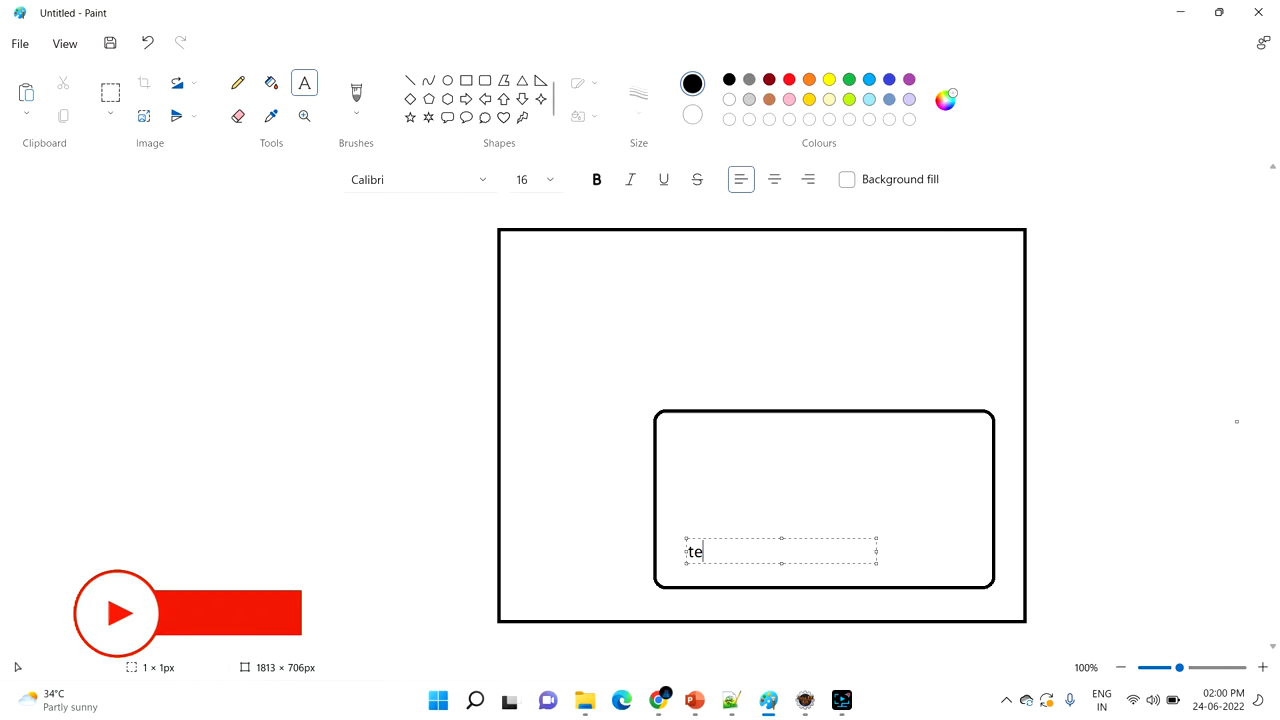 Untitled - Paint
File View
Clipboard Image Tools Brushes Shapes Size Colours
Calibri 16 B I U S Background fill
te
1 × 1px 1813 × 706px 100%
34°C
Partly sunny
ENG
IN
02:00 PM
24-06-2022